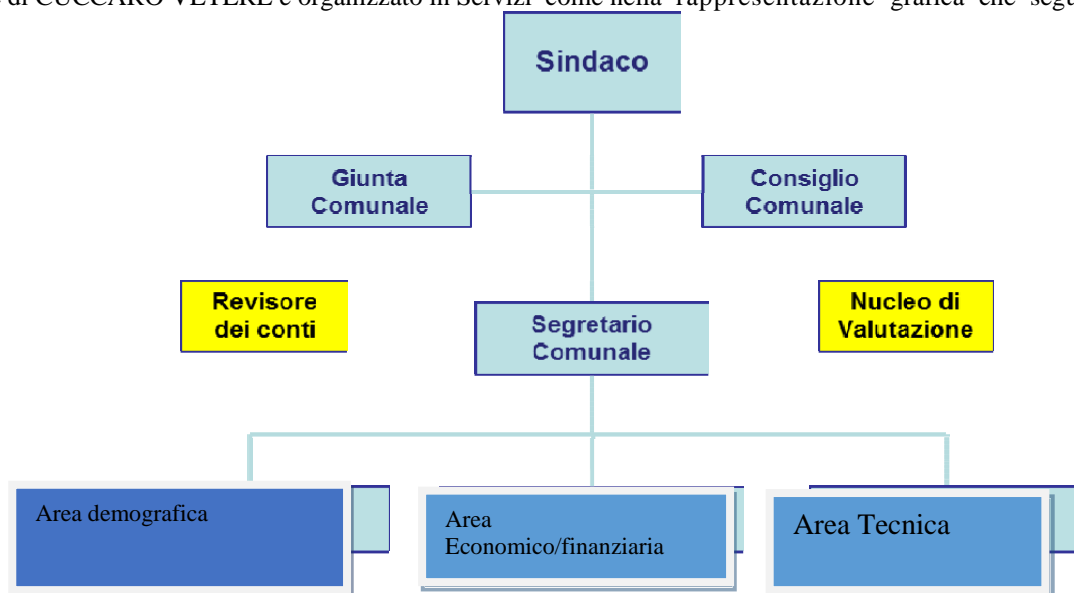 di CUCCARO VETERE è organizzato in Servizi come nella rappresentazione grafica che segu
Sindaco
Giunta
Comunale
Consiglio
Comunale
Revisore
dei conti
Nucleo di
Valutazione
Segretario
Comunale
Area demografica
Area
Economico/finanziaria
Area Tecnica